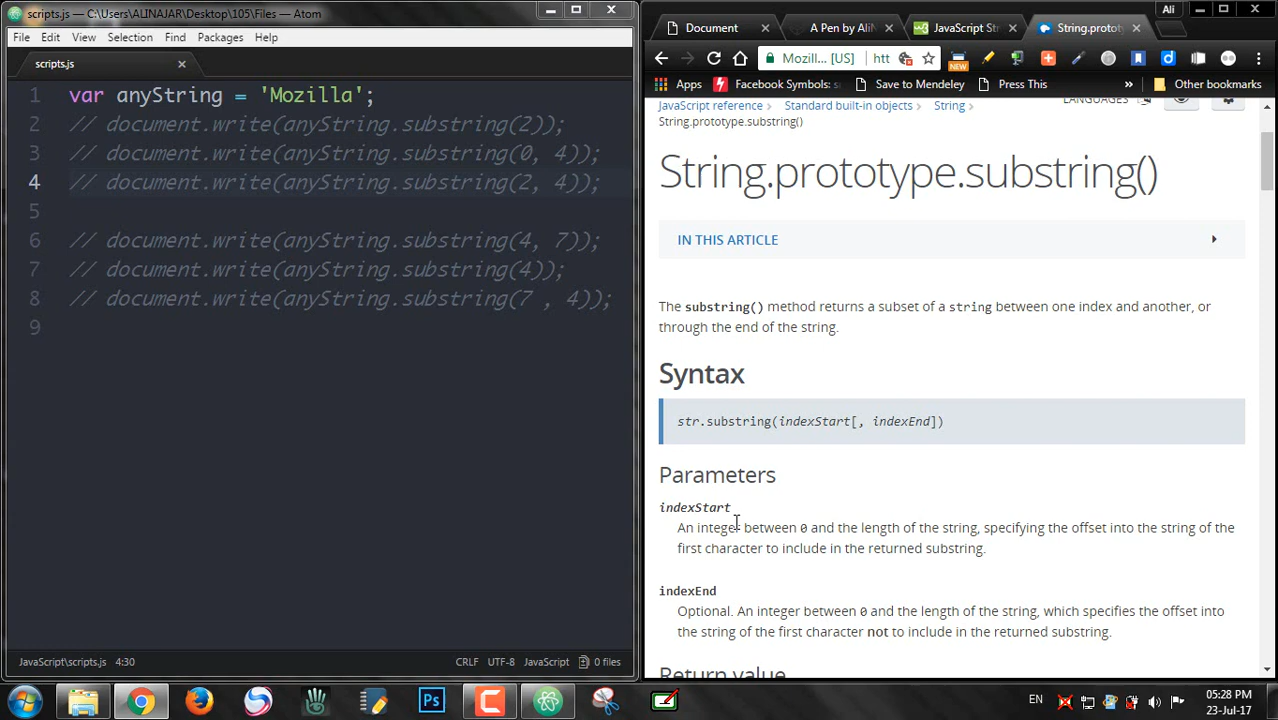 scripts.js — C:\Users\ALINAJAR\Desktop\105\Files — Atom
File Edit View Selection Find Packages Help
scripts.js
1 var anyString = 'Mozilla';
2 // document.write(anyString.substring(2));
3 // document.write(anyString.substring(0, 4));
4 // document.write(anyString.substring(2, 4));
5
6 // document.write(anyString.substring(4, 7));
7 // document.write(anyString.substring(4));
8 // document.write(anyString.substring(7 , 4));
9
JavaScript\scripts.js 4:30
CRLF UTF-8 JavaScript 0 files
Ali
Document
A Pen by AliN
JavaScript Str
String.protot
Mozill... [US] htt
NEW
Apps Facebook Symbols: Save to Mendeley Press This » Other bookmarks
JavaScript reference Standard built-in objects String
LANGUAGES
String.prototype.substring()
String.prototype.substring()
IN THIS ARTICLE
The substring() method returns a subset of a string between one index and another, or
through the end of the string.
Syntax
str.substring(indexStart[, indexEnd])
Parameters
indexStart
An integer between 0 and the length of the string, specifying the offset into the string of the
first character to include in the returned substring.
indexEnd
Optional. An integer between 0 and the length of the string, which specifies the offset into
the string of the first character not to include in the returned substring.
Return value
Ps
EN
05:28 PM
23-Jul-17